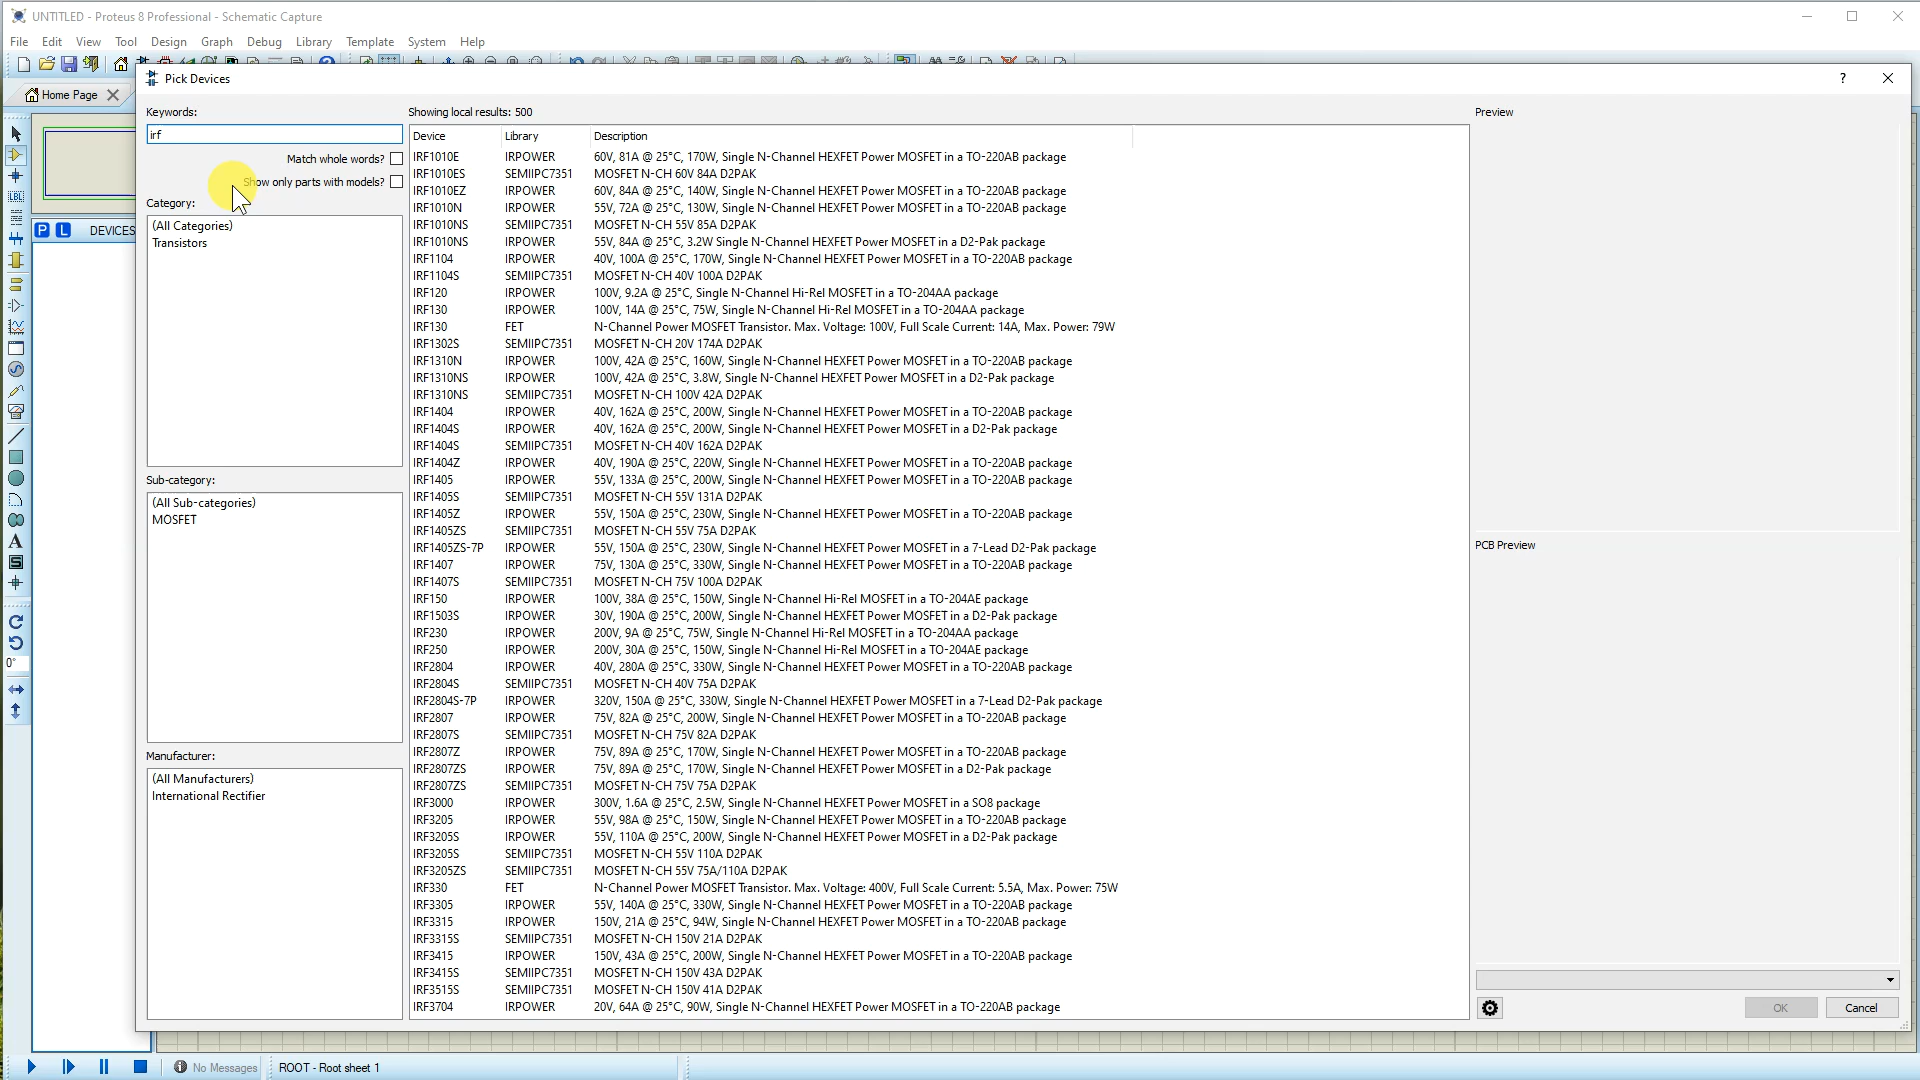 UNTITLED - Proteus 8 Professional - Schematic Capture
File Edit View Tool Design Graph Debug Library Template System Help
Pick Devices
Home Page
Keywords:
irf
Match whole words?
Show only parts with models?
Category:
(All Categories)
Transistors
P L DEVICES
LBL
A
S
0°
Sub-category:
(All Sub-categories)
MOSFET
Manufacturer:
(All Manufacturers)
International Rectifier
Showing local results: 500
Device Library Description
IRF1010E IRPOWER 60V, 81A @ 25°C, 170W, Single N-Channel HEXFET Power MOSFET in a TO-220AB package
IRF1010ES SEMIIPC7351 MOSFET N-CH 60V 84A D2PAK
IRF1010EZ IRPOWER 60V, 84A @ 25°C, 140W, Single N-Channel HEXFET Power MOSFET in a TO-220AB package
IRF1010N IRPOWER 55V, 72A @ 25°C, 130W, Single N-Channel HEXFET Power MOSFET in a TO-220AB package
IRF1010NS SEMIIPC7351 MOSFET N-CH 55V 85A D2PAK
IRF1010NS IRPOWER 55V, 84A @ 25°C, 3.2W Single N-Channel HEXFET Power MOSFET in a D2-Pak package
IRF1104 IRPOWER 40V, 100A @ 25°C, 170W, Single N-Channel HEXFET Power MOSFET in a TO-220AB package
IRF1104S SEMIIPC7351 MOSFET N-CH 40V 100A D2PAK
IRF120 IRPOWER 100V, 9.2A @ 25°C, Single N-Channel Hi-Rel MOSFET in a TO-204AA package
IRF130 IRPOWER 100V, 14A @ 25°C, 75W, Single N-Channel Hi-Rel MOSFET in a TO-204AA package
IRF130 FET N-Channel Power MOSFET Transistor. Max. Voltage: 100V, Full Scale Current: 14A, Max. Power: 79W
IRF1302S SEMIIPC7351 MOSFET N-CH 20V 174A D2PAK
IRF1310N IRPOWER 100V, 42A @ 25°C, 160W, Single N-Channel HEXFET Power MOSFET in a TO-220AB package
IRF1310NS IRPOWER 100V, 42A @ 25°C, 3.8W, Single N-Channel HEXFET Power MOSFET in a D2-Pak package
IRF1310NS SEMIIPC7351 MOSFET N-CH 100V 42A D2PAK
IRF1404 IRPOWER 40V, 162A @ 25°C, 200W, Single N-Channel HEXFET Power MOSFET in a TO-220AB package
IRF1404S IRPOWER 40V, 162A @ 25°C, 200W, Single N-Channel HEXFET Power MOSFET in a D2-Pak package
IRF1404S SEMIIPC7351 MOSFET N-CH 40V 162A D2PAK
IRF1404Z IRPOWER 40V, 190A @ 25°C, 220W, Single N-Channel HEXFET Power MOSFET in a TO-220AB package
IRF1405 IRPOWER 55V, 133A @ 25°C, 200W, Single N-Channel HEXFET Power MOSFET in a TO-220AB package
IRF1405S SEMIIPC7351 MOSFET N-CH 55V 131A D2PAK
IRF1405Z IRPOWER 55V, 150A @ 25°C, 230W, Single N-Channel HEXFET Power MOSFET in a TO-220AB package
IRF1405ZS SEMIIPC7351 MOSFET N-CH 55V 75A D2PAK
IRF1405ZS-7P IRPOWER 55V, 150A @ 25°C, 230W, Single N-Channel HEXFET Power MOSFET in a 7-Lead D2-Pak package
IRF1407 IRPOWER 75V, 130A @ 25°C, 330W, Single N-Channel HEXFET Power MOSFET in a TO-220AB package
IRF1407S SEMIIPC7351 MOSFET N-CH 75V 100A D2PAK
IRF150 IRPOWER 100V, 38A @ 25°C, 150W, Single N-Channel Hi-Rel MOSFET in a TO-204AE package
IRF1503S IRPOWER 30V, 190A @ 25°C, 200W, Single N-Channel HEXFET Power MOSFET in a D2-Pak package
IRF230 IRPOWER 200V, 9A @ 25°C, 75W, Single N-Channel Hi-Rel MOSFET in a TO-204AA package
IRF250 IRPOWER 200V, 30A @ 25°C, 150W, Single N-Channel Hi-Rel MOSFET in a TO-204AE package
IRF2804 IRPOWER 40V, 280A @ 25°C, 330W, Single N-Channel HEXFET Power MOSFET in a TO-220AB package
IRF2804S SEMIIPC7351 MOSFET N-CH 40V 75A D2PAK
IRF2804S-7P IRPOWER 320V, 150A @ 25°C, 330W, Single N-Channel HEXFET Power MOSFET in a 7-Lead D2-Pak package
IRF2807 IRPOWER 75V, 82A @ 25°C, 200W, Single N-Channel HEXFET Power MOSFET in a TO-220AB package
IRF2807S SEMIIPC7351 MOSFET N-CH 75V 82A D2PAK
IRF2807Z IRPOWER 75V, 89A @ 25°C, 170W, Single N-Channel HEXFET Power MOSFET in a TO-220AB package
IRF2807ZS IRPOWER 75V, 89A @ 25°C, 170W, Single N-Channel HEXFET Power MOSFET in a D2-Pak package
IRF2807ZS SEMIIPC7351 MOSFET N-CH 75V 75A D2PAK
IRF3000 IRPOWER 300V, 1.6A @ 25°C, 2.5W, Single N-Channel HEXFET Power MOSFET in a SO8 package
IRF3205 IRPOWER 55V, 98A @ 25°C, 150W, Single N-Channel HEXFET Power MOSFET in a TO-220AB package
IRF3205S IRPOWER 55V, 110A @ 25°C, 200W, Single N-Channel HEXFET Power MOSFET in a D2-Pak package
IRF3205S SEMIIPC7351 MOSFET N-CH 55V 110A D2PAK
IRF3205ZS SEMIIPC7351 MOSFET N-CH 55V 75A/110A D2PAK
IRF330 FET N-Channel Power MOSFET Transistor. Max. Voltage: 400V, Full Scale Current: 5.5A, Max. Power: 75W
IRF3305 IRPOWER 55V, 140A @ 25°C, 330W, Single N-Channel HEXFET Power MOSFET in a TO-220AB package
IRF3315 IRPOWER 150V, 21A @ 25°C, 94W, Single N-Channel HEXFET Power MOSFET in a TO-220AB package
IRF3315S SEMIIPC7351 MOSFET N-CH 150V 21A D2PAK
IRF3415 IRPOWER 150V, 43A @ 25°C, 200W, Single N-Channel HEXFET Power MOSFET in a TO-220AB package
IRF3415S SEMIIPC7351 MOSFET N-CH 150V 43A D2PAK
IRF3515S SEMIIPC7351 MOSFET N-CH 150V 41A D2PAK
IRF3704 IRPOWER 20V, 64A @ 25°C, 90W, Single N-Channel HEXFET Power MOSFET in a TO-220AB package
Preview
PCB Preview
OK Cancel
No Messages ROOT - Root sheet 1